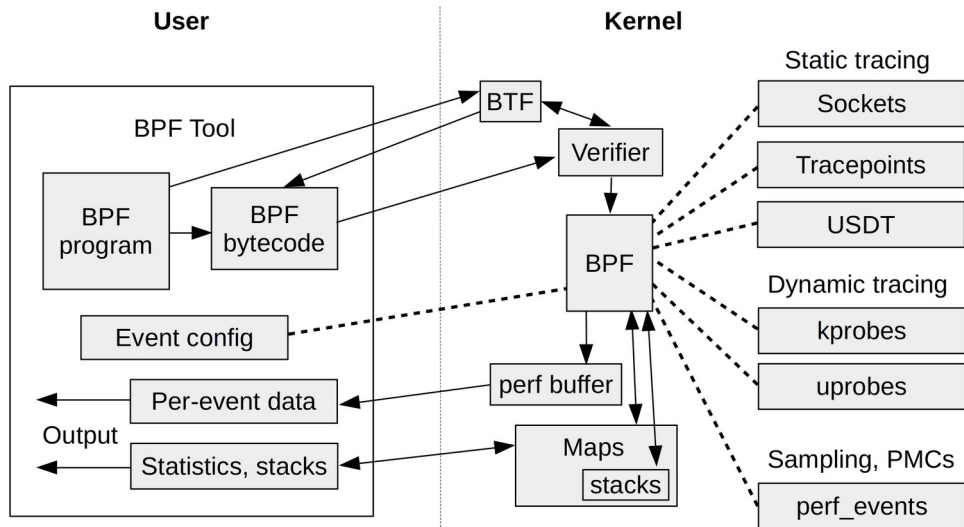 User
Kernel
BPF Tool
BPF
program
BPF
bytecode
Event config
Per-event data
Output
Statistics, stacks
BTF
Verifier
BPF
perf buffer
Maps
stacks
Static tracing
Sockets
Tracepoints
USDT
Dynamic tracing
kprobes
uprobes
Sampling, PMCs
perf_events